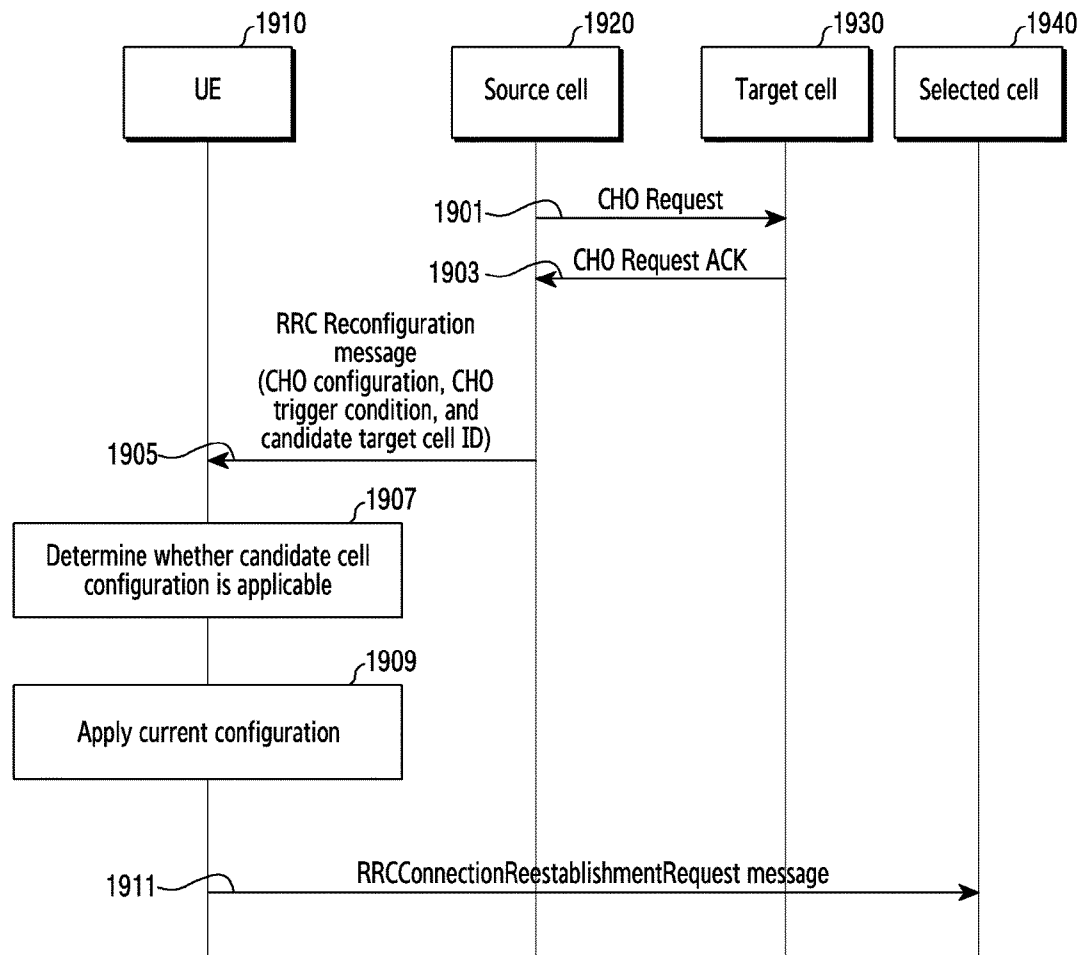 1910
1920
1930
1940
UE
Source cell
Target cell
Selected cell
1901
CHO Request
1903
CHO Request ACK
RRC Reconfiguration
message
(CHO configuration, CHO
trigger condition, and
candidate target cell ID)
1905
1907
Determine whether candidate cell
configuration is applicable
1909
Apply current configuration
1911
RRCConnectionReestablishmentRequest message